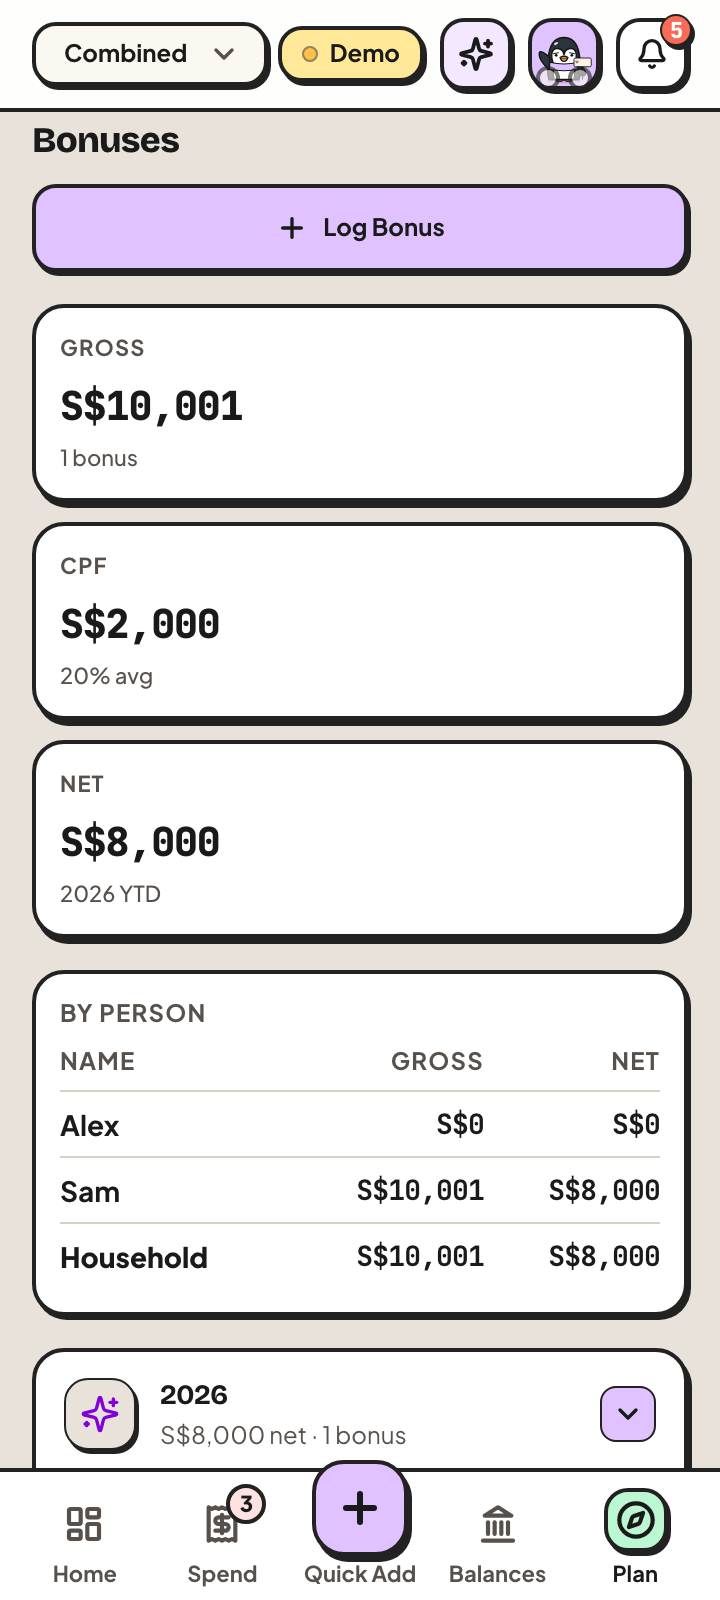 Combined
Demo
5
Bonuses
Log Bonus
GROSS
S$10,001
1 bonus
CPF
S$2,000
20% avg
NET
S$8,000
2026 YTD
BY PERSON
NAME GROSS NET
Alex S$0 S$0
Sam S$10,001 S$8,000
Household S$10,001 S$8,000
2026
S$8,000 net · 1 bonus
3
Home Spend Quick Add Balances Plan